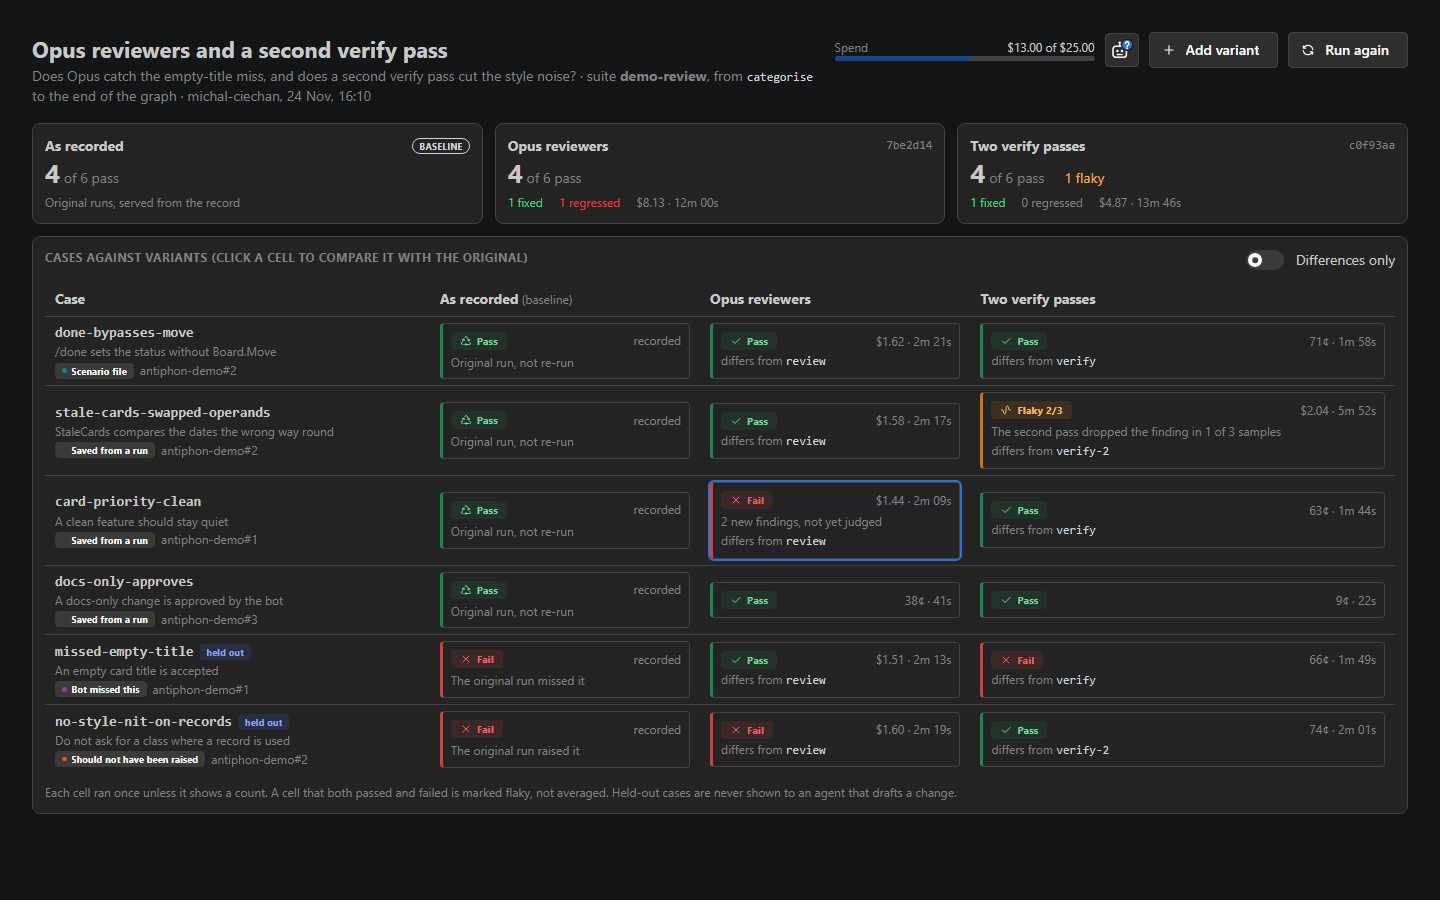 Opus reviewers and a second verify pass
Does Opus catch the empty-title miss, and does a second verify pass cut the style noise? · suite demo-review, from categorise
to the end of the graph · michal-ciechan, 24 Nov, 16:10
Spend $13.00 of $25.00
Add variant
Run again
As recorded BASELINE
4 of 6 pass
Original runs, served from the record
Opus reviewers 7be2d14
4 of 6 pass
1 fixed 1 regressed $8.13 · 12m 00s
Two verify passes c0f93aa
4 of 6 pass 1 flaky
1 fixed 0 regressed $4.87 · 13m 46s
CASES AGAINST VARIANTS (CLICK A CELL TO COMPARE IT WITH THE ORIGINAL)
Differences only
Case As recorded (baseline) Opus reviewers Two verify passes
done-bypasses-move
/done sets the status without Board.Move
Scenario file antiphon-demo#2
Pass recorded
Original run, not re-run
Pass $1.62 · 2m 21s
differs from review
Pass 71¢ · 1m 58s
differs from verify
stale-cards-swapped-operands
StaleCards compares the dates the wrong way round
Saved from a run antiphon-demo#2
Pass recorded
Original run, not re-run
Pass $1.58 · 2m 17s
differs from review
Flaky 2/3 $2.04 · 5m 52s
The second pass dropped the finding in 1 of 3 samples
differs from verify-2
card-priority-clean
A clean feature should stay quiet
Saved from a run antiphon-demo#1
Pass recorded
Original run, not re-run
Fail $1.44 · 2m 09s
2 new findings, not yet judged
differs from review
Pass 63¢ · 1m 44s
differs from verify
docs-only-approves
A docs-only change is approved by the bot
Saved from a run antiphon-demo#3
Pass recorded
Original run, not re-run
Pass 38¢ · 41s
Pass 9¢ · 22s
missed-empty-title held out
An empty card title is accepted
Bot missed this antiphon-demo#1
Fail recorded
The original run missed it
Pass $1.51 · 2m 13s
differs from review
Fail 66¢ · 1m 49s
differs from verify
no-style-nit-on-records held out
Do not ask for a class where a record is used
Should not have been raised antiphon-demo#2
Fail recorded
The original run raised it
Fail $1.60 · 2m 19s
differs from review
Pass 74¢ · 2m 01s
differs from verify-2
Each cell ran once unless it shows a count. A cell that both passed and failed is marked flaky, not averaged. Held-out cases are never shown to an agent that drafts a change.